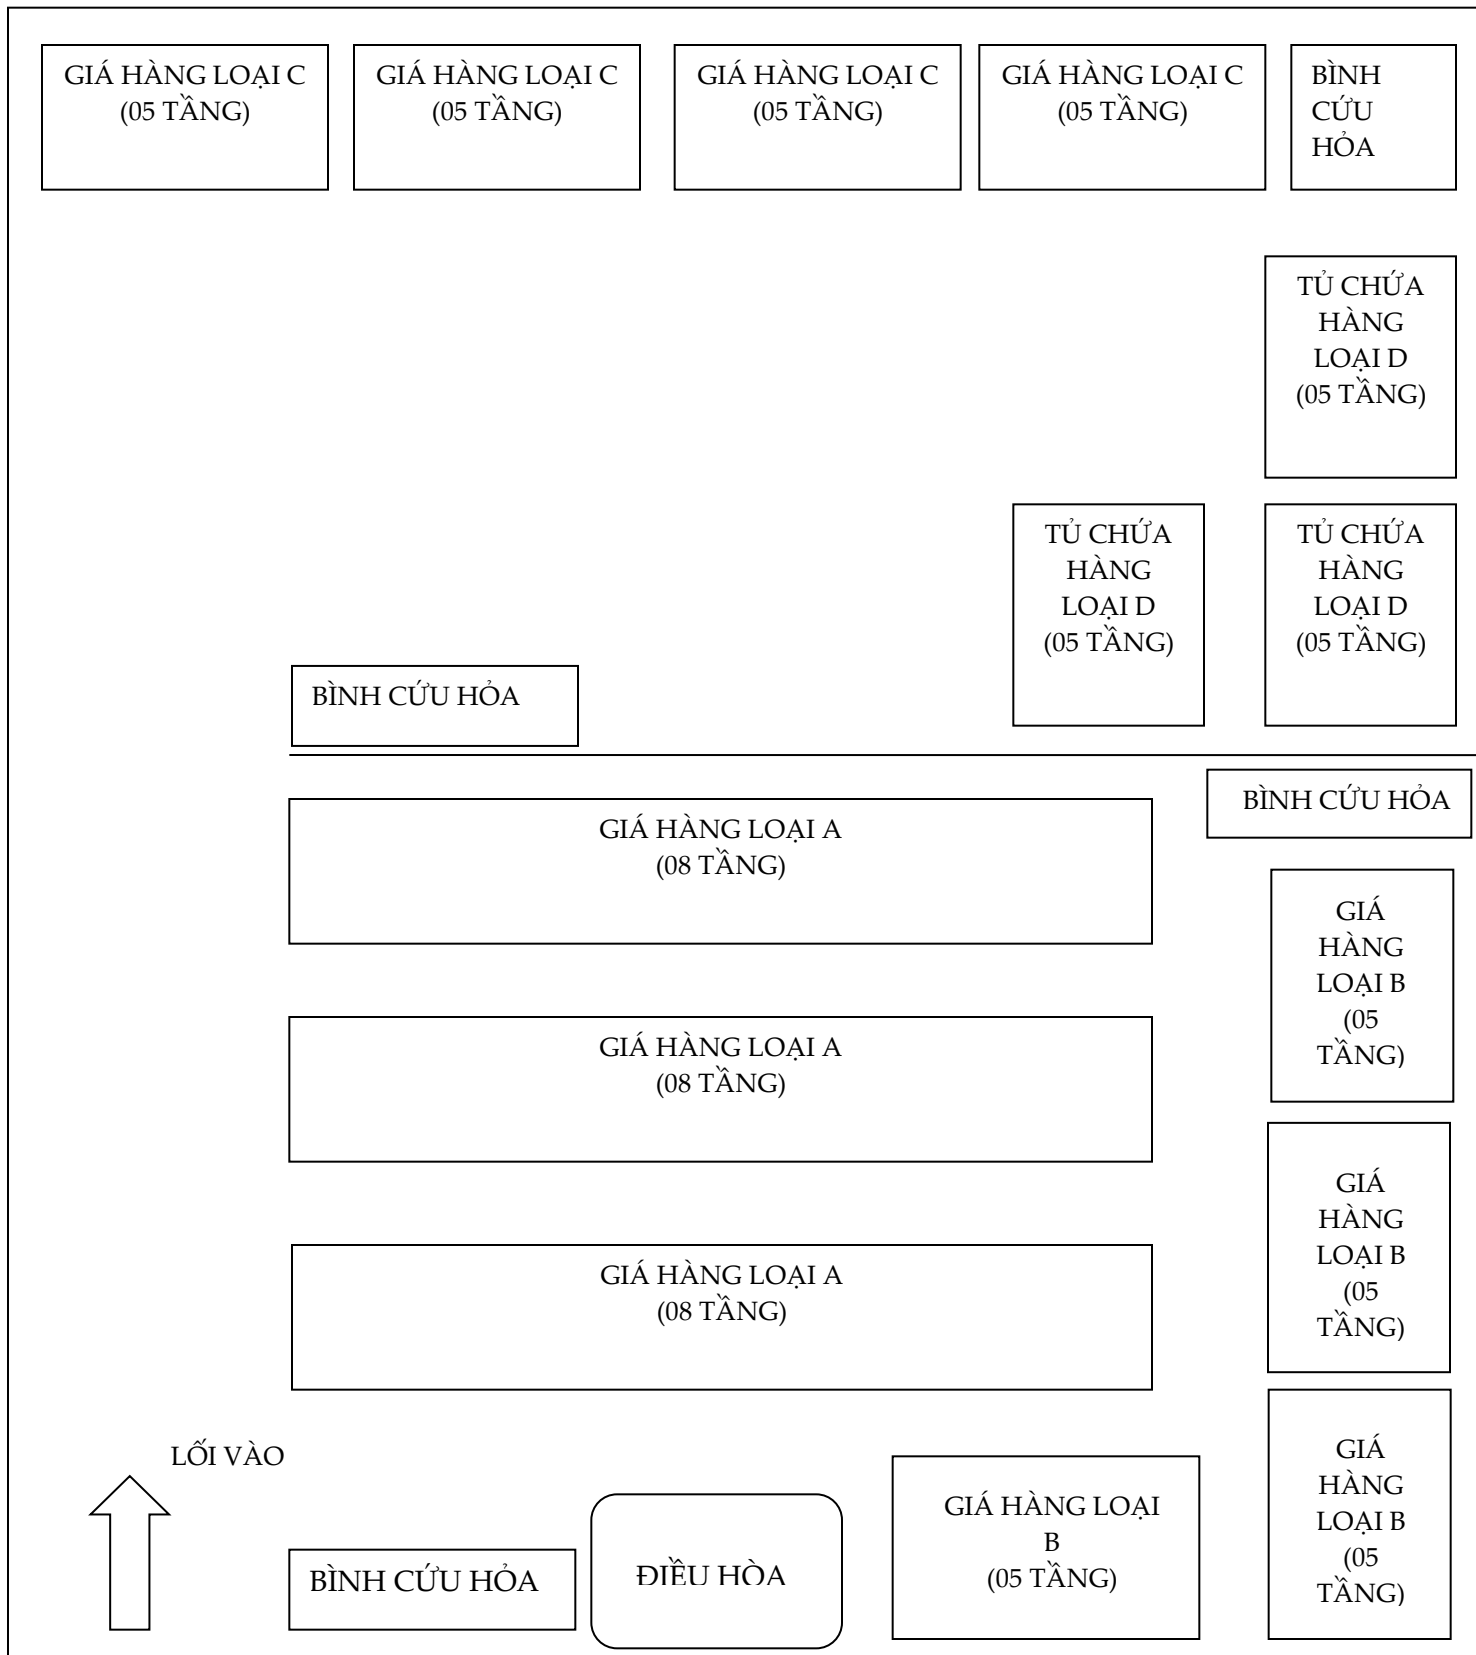 GIÁ HÀNG LOẠI C
(05 TẦNG)
GIÁ HÀNG LOẠI C
(05 TẦNG)
GIÁ HÀNG LOẠI C
(05 TẦNG)
GIÁ HÀNG LOẠI C
(05 TẦNG)
BÌNH
CỨU
HỎA
TỦ CHỨA
HÀNG
LOẠI D
(05 TẦNG)
TỦ CHỨA
HÀNG
LOẠI D
(05 TẦNG)
TỦ CHỨA
HÀNG
LOẠI D
(05 TẦNG)
BÌNH CỨU HỎA
BÌNH CỨU HỎA
GIÁ HÀNG LOẠI A
(08 TẦNG)
GIÁ
HÀNG
LOẠI B
(05
TẦNG)
GIÁ HÀNG LOẠI A
(08 TẦNG)
GIÁ
HÀNG
LOẠI B
(05
TẦNG)
GIÁ HÀNG LOẠI A
(08 TẦNG)
LỐI VÀO
GIÁ
HÀNG
LOẠI B
(05
TẦNG)
BÌNH CỨU HỎA
ĐIỀU HÒA
GIÁ HÀNG LOẠI
B
(05 TẦNG)